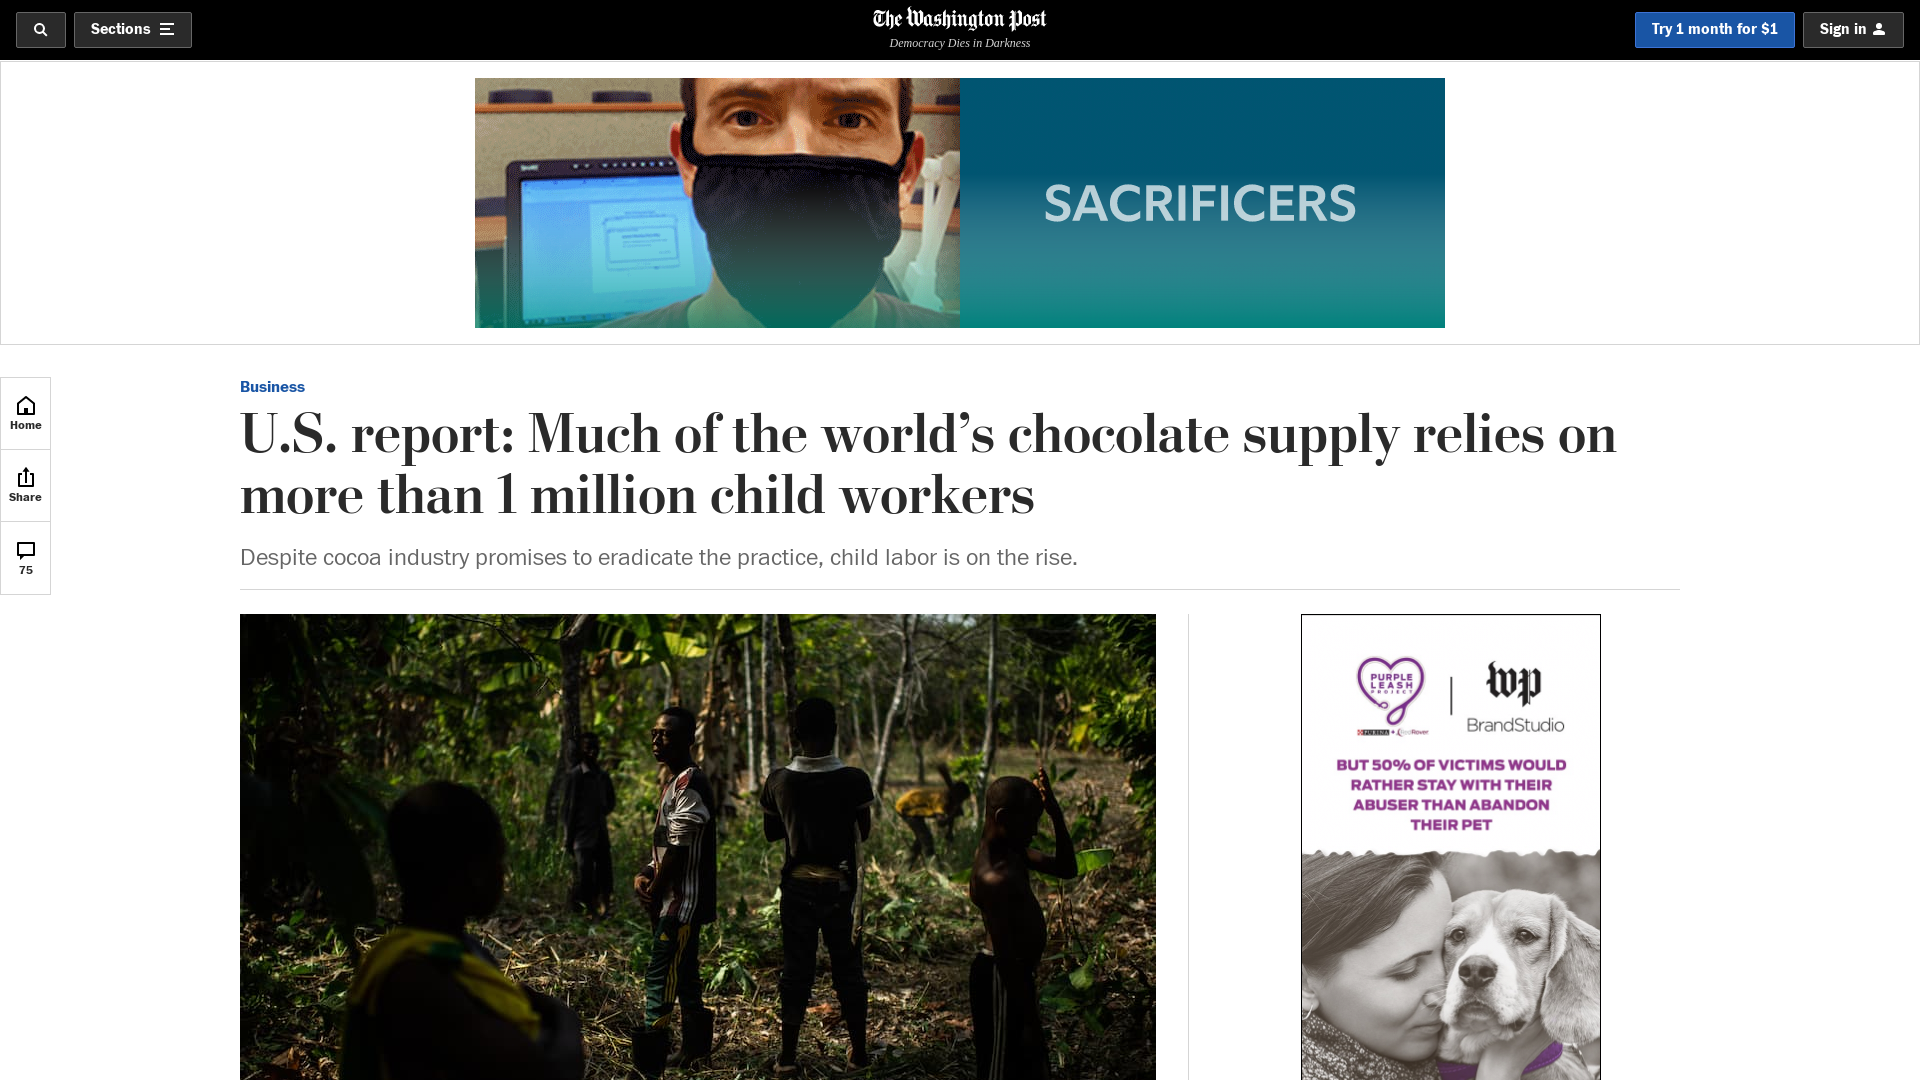 Sections
The Washington Post
Democracy Dies in Darkness
Try 1 month for $1
Sign in
SACRIFICERS
Business
U.S. report: Much of the world’s chocolate supply relies on
more than 1 million child workers
Despite cocoa industry promises to eradicate the practice, child labor is on the rise.
Home
Share
75
PURPLE
LEASH
PROJECT
PURINA + RedRover
wp
BrandStudio
BUT 50% OF VICTIMS WOULD
RATHER STAY WITH THEIR
ABUSER THAN ABANDON
THEIR PET